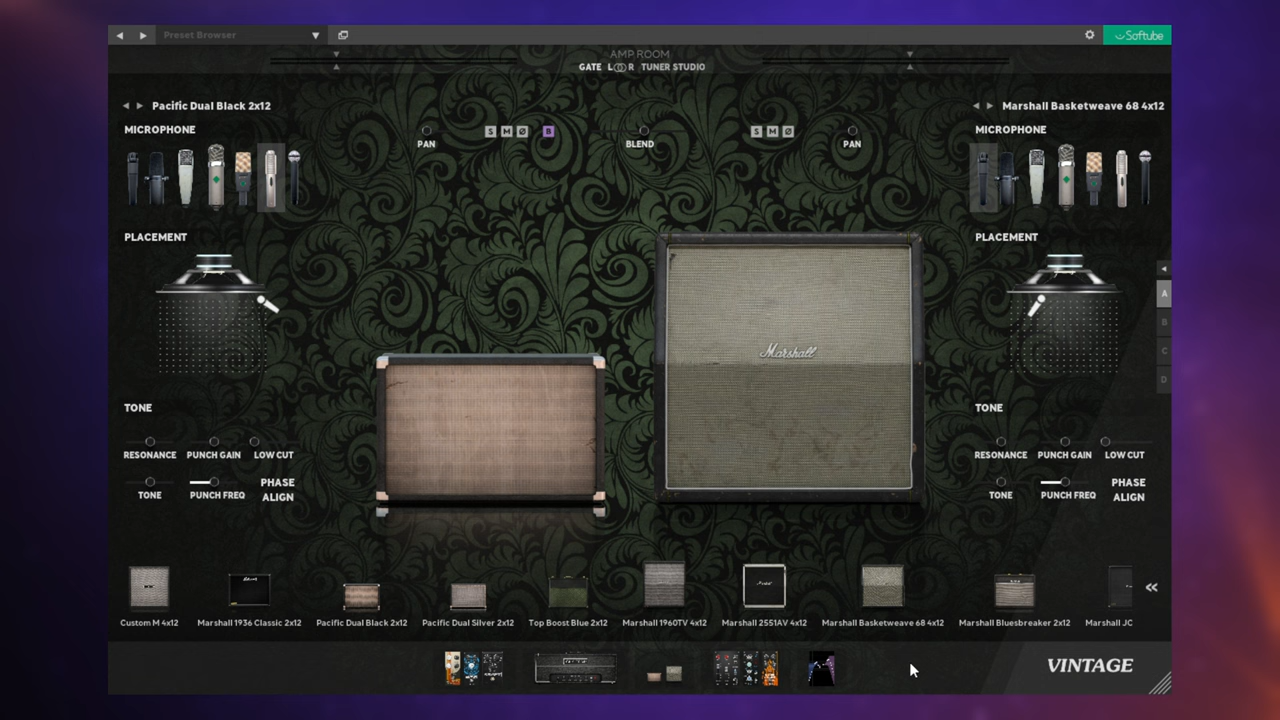 Preset Browser
Softube
AMP ROOM
GATE L R TUNER STUDIO
Pacific Dual Black 2x12
Marshall Basketweave 68 4x12
MICROPHONE
S M Ø B
S M Ø
MICROPHONE
PAN
BLEND
PAN
PLACEMENT
PLACEMENT
A
B
C
D
Marshall
TONE
TONE
RESONANCE PUNCH GAIN LOW CUT
RESONANCE PUNCH GAIN LOW CUT
TONE PUNCH FREQ PHASE ALIGN
TONE PUNCH FREQ PHASE ALIGN
Custom M 4x12
Marshall 1936 Classic 2x12
Pacific Dual Black 2x12
Pacific Dual Silver 2x12
Top Boost Blue 2x12
Marshall 1960TV 4x12
Marshall 2551AV 4x12
Marshall Basketweave 68 4x12
Marshall Bluesbreaker 2x12
Marshall JC
VINTAGE